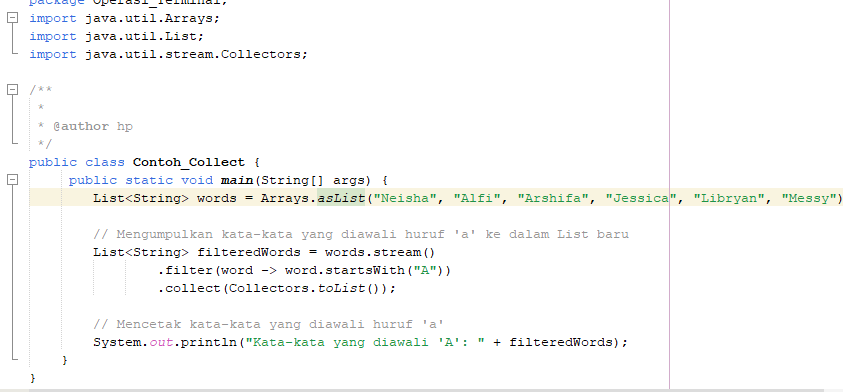 package Operasi_Terminal;
import java.util.Arrays;
import java.util.List;
import java.util.stream.Collectors;
/**
 *
 * @author hp
 */
public class Contoh_Collect {
public static void main(String[] args) {
List<String> words = Arrays.asList("Neisha", "Alfi", "Arshifa", "Jessica", "Libryan", "Messy")
// Mengumpulkan kata-kata yang diawali huruf 'a' ke dalam List baru
List<String> filteredWords = words.stream()
.filter(word -> word.startsWith("A"))
.collect(Collectors.toList());
// Mencetak kata-kata yang diawali huruf 'a'
System.out.println("Kata-kata yang diawali 'A': " + filteredWords);
}
}